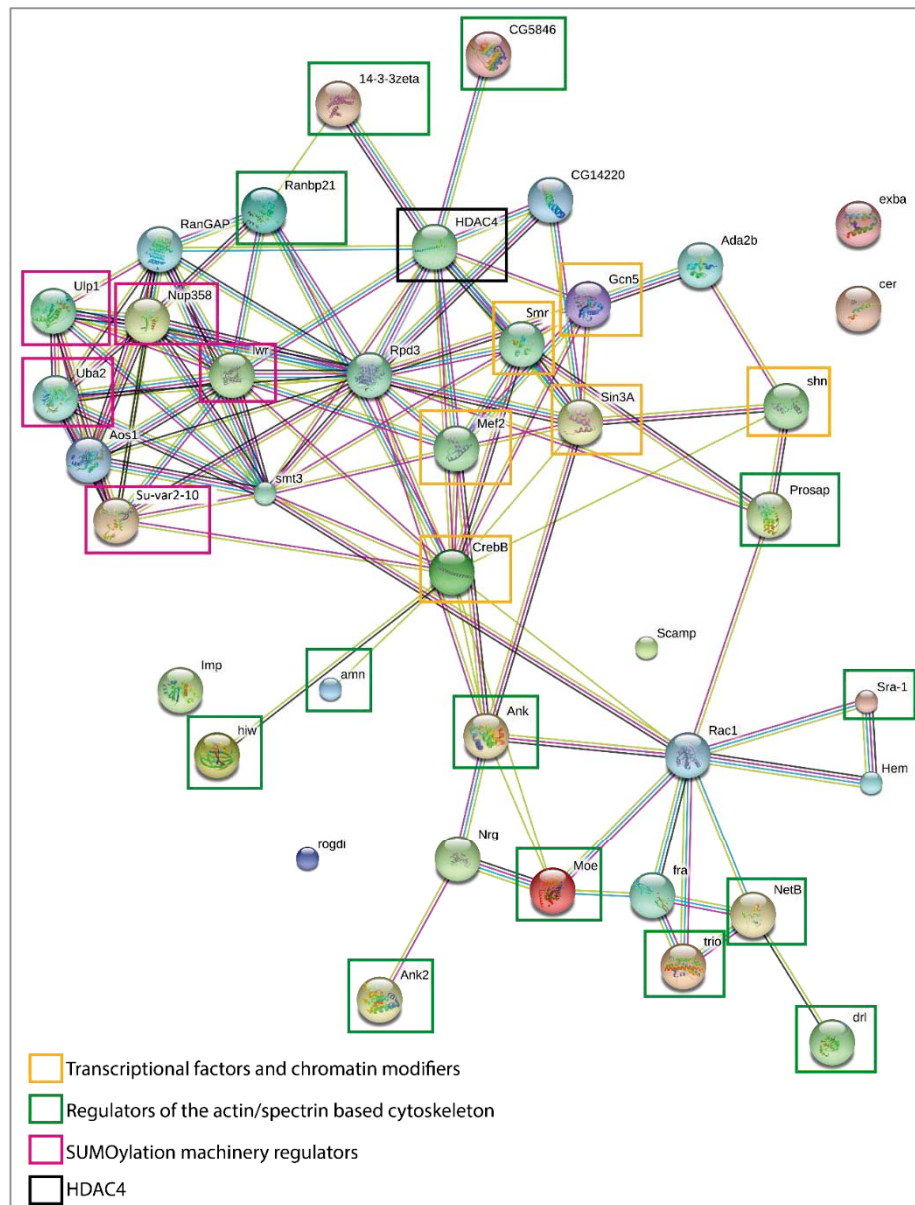 CG5846
14-3-3zeta
Ranbp21
CG14220
HDAC4
exba
RanGAP
Ada2b
Ulp1
Nup358
Gcn5
cer
Smr
lwr
Uba2
Rpd3
shn
Sin3A
Mef2
Aos1
smt3
Su-var2-10
Prosap
CrebB
Scamp
Imp
amn
Sra-1
Ank
hiw
Rac1
Hem
Nrg
rogdi
Moe
fra
NetB
trio
Ank2
drl
Transcriptional factors and chromatin modifiers
Regulators of the actin/spectrin based cytoskeleton
SUMOylation machinery regulators
HDAC4